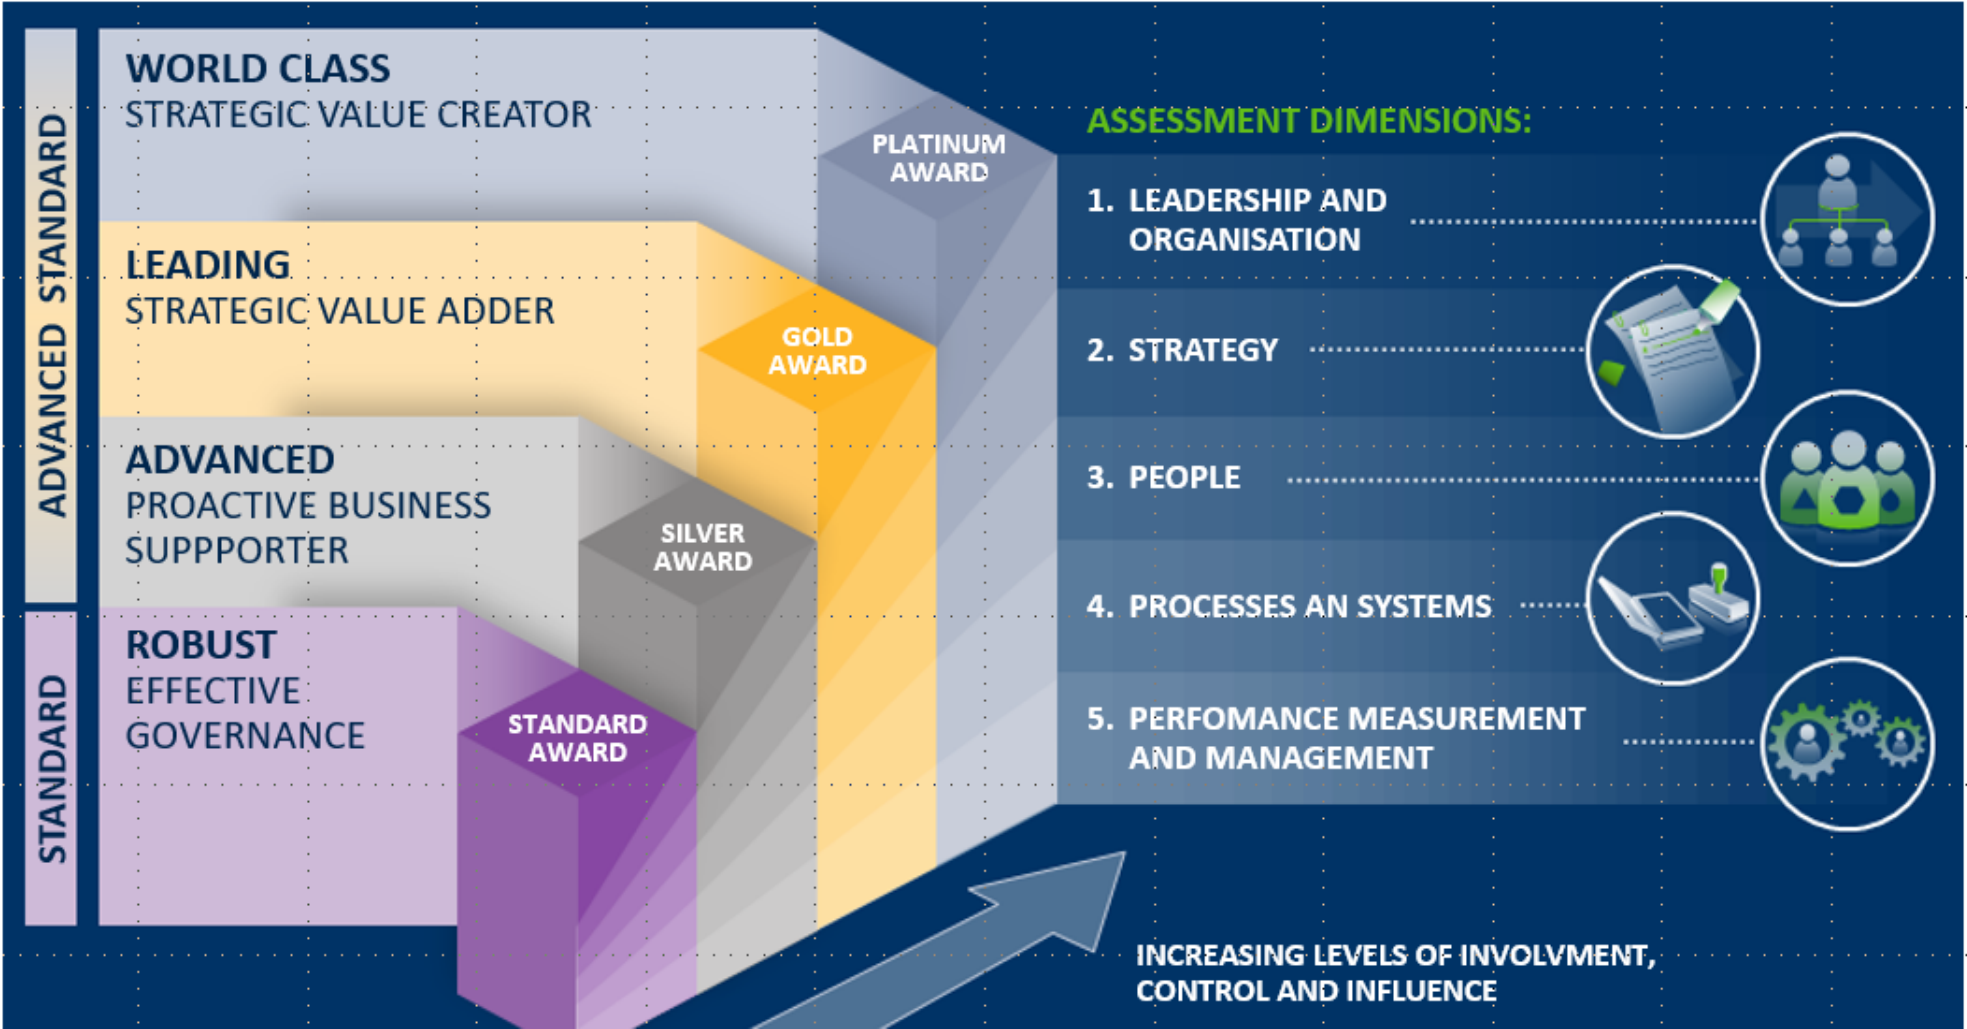 ADVANCED STANDARD
STANDARD
WORLD CLASS
STRATEGIC VALUE CREATOR
PLATINUM
AWARD
LEADING
STRATEGIC VALUE ADDER
GOLD
AWARD
ADVANCED
PROACTIVE BUSINESS
SUPPPORTER
SILVER
AWARD
ROBUST
EFFECTIVE
GOVERNANCE
STANDARD
AWARD
ASSESSMENT DIMENSIONS:
1. LEADERSHIP AND
ORGANISATION
2. STRATEGY
3. PEOPLE
4. PROCESSES AN SYSTEMS
5. PERFOMANCE MEASUREMENT
AND MANAGEMENT
INCREASING LEVELS OF INVOLVMENT,
CONTROL AND INFLUENCE